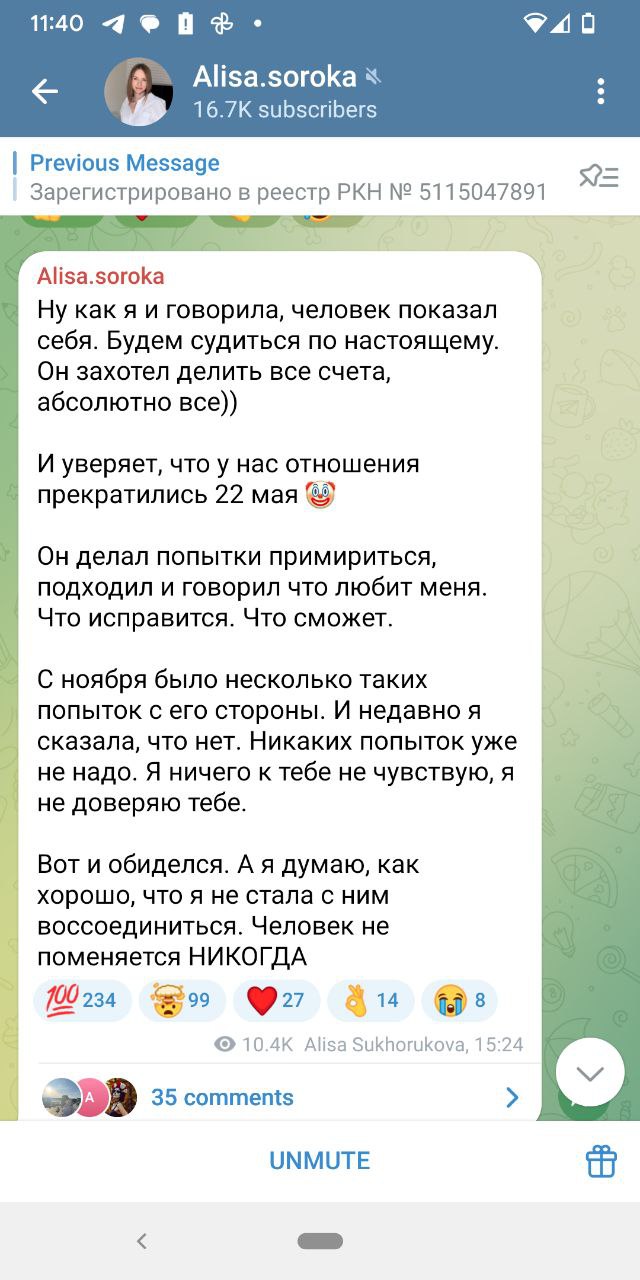 11:40
Alisa.soroka
16.7K subscribers
Previous Message
Зарегистрировано в реестр РКН № 5115047891
Alisa.soroka
Ну как я и говорила, человек показал
себя. Будем судиться по настоящему.
Он захотел делить все счета,
абсолютно все))
И уверяет, что у нас отношения
прекратились 22 мая 🤡
Он делал попытки примириться,
подходил и говорил что любит меня.
Что исправится. Что сможет.
С ноября было несколько таких
попыток с его стороны. И недавно я
сказала, что нет. Никаких попыток уже
не надо. Я ничего к тебе не чувствую, я
не доверяю тебе.
Вот и обиделся. А я думаю, как
хорошо, что я не стала с ним
воссоединиться. Человек не
поменяется НИКОГДА
💯 234 🤯 99 ❤ 27 👌 14 😭 8
10.4K Alisa Sukhorukova, 15:24
A
35 comments
UNMUTE